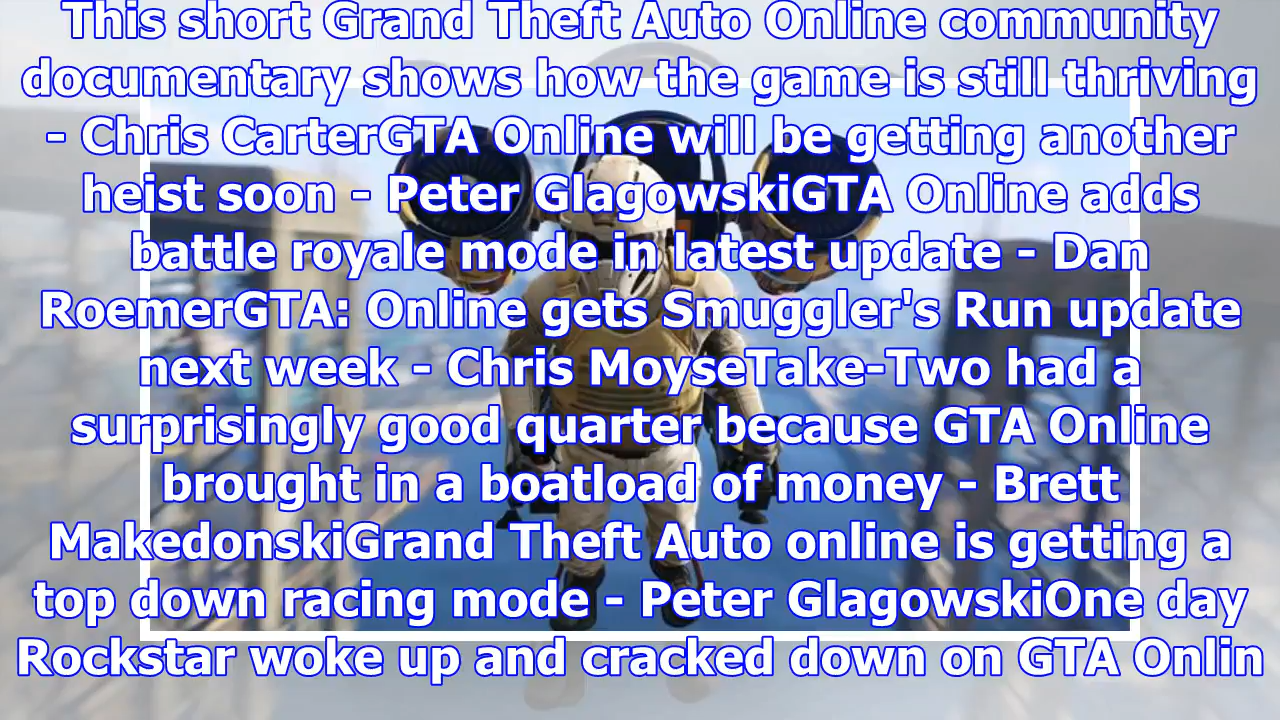 This short Grand Theft Auto Online community
documentary shows how the game is still thriving
- Chris CarterGTA Online will be getting another
heist soon - Peter GlagowskiGTA Online adds
battle royale mode in latest update - Dan
RoemerGTA: Online gets Smuggler's Run update
next week - Chris MoyseTake-Two had a
surprisingly good quarter because GTA Online
brought in a boatload of money - Brett
MakedonskiGrand Theft Auto online is getting a
top down racing mode - Peter GlagowskiOne day
Rockstar woke up and cracked down on GTA Onlin